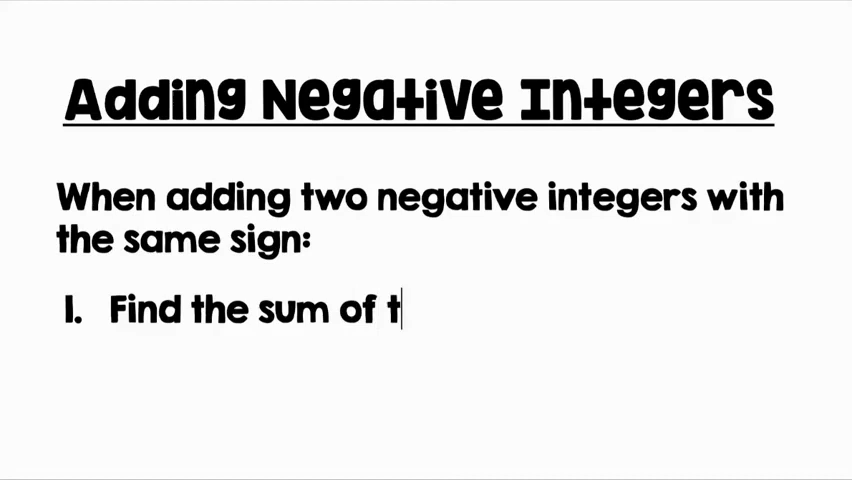 Adding Negative Integers
When adding two negative integers with
the same sign:
1. Find the sum of t